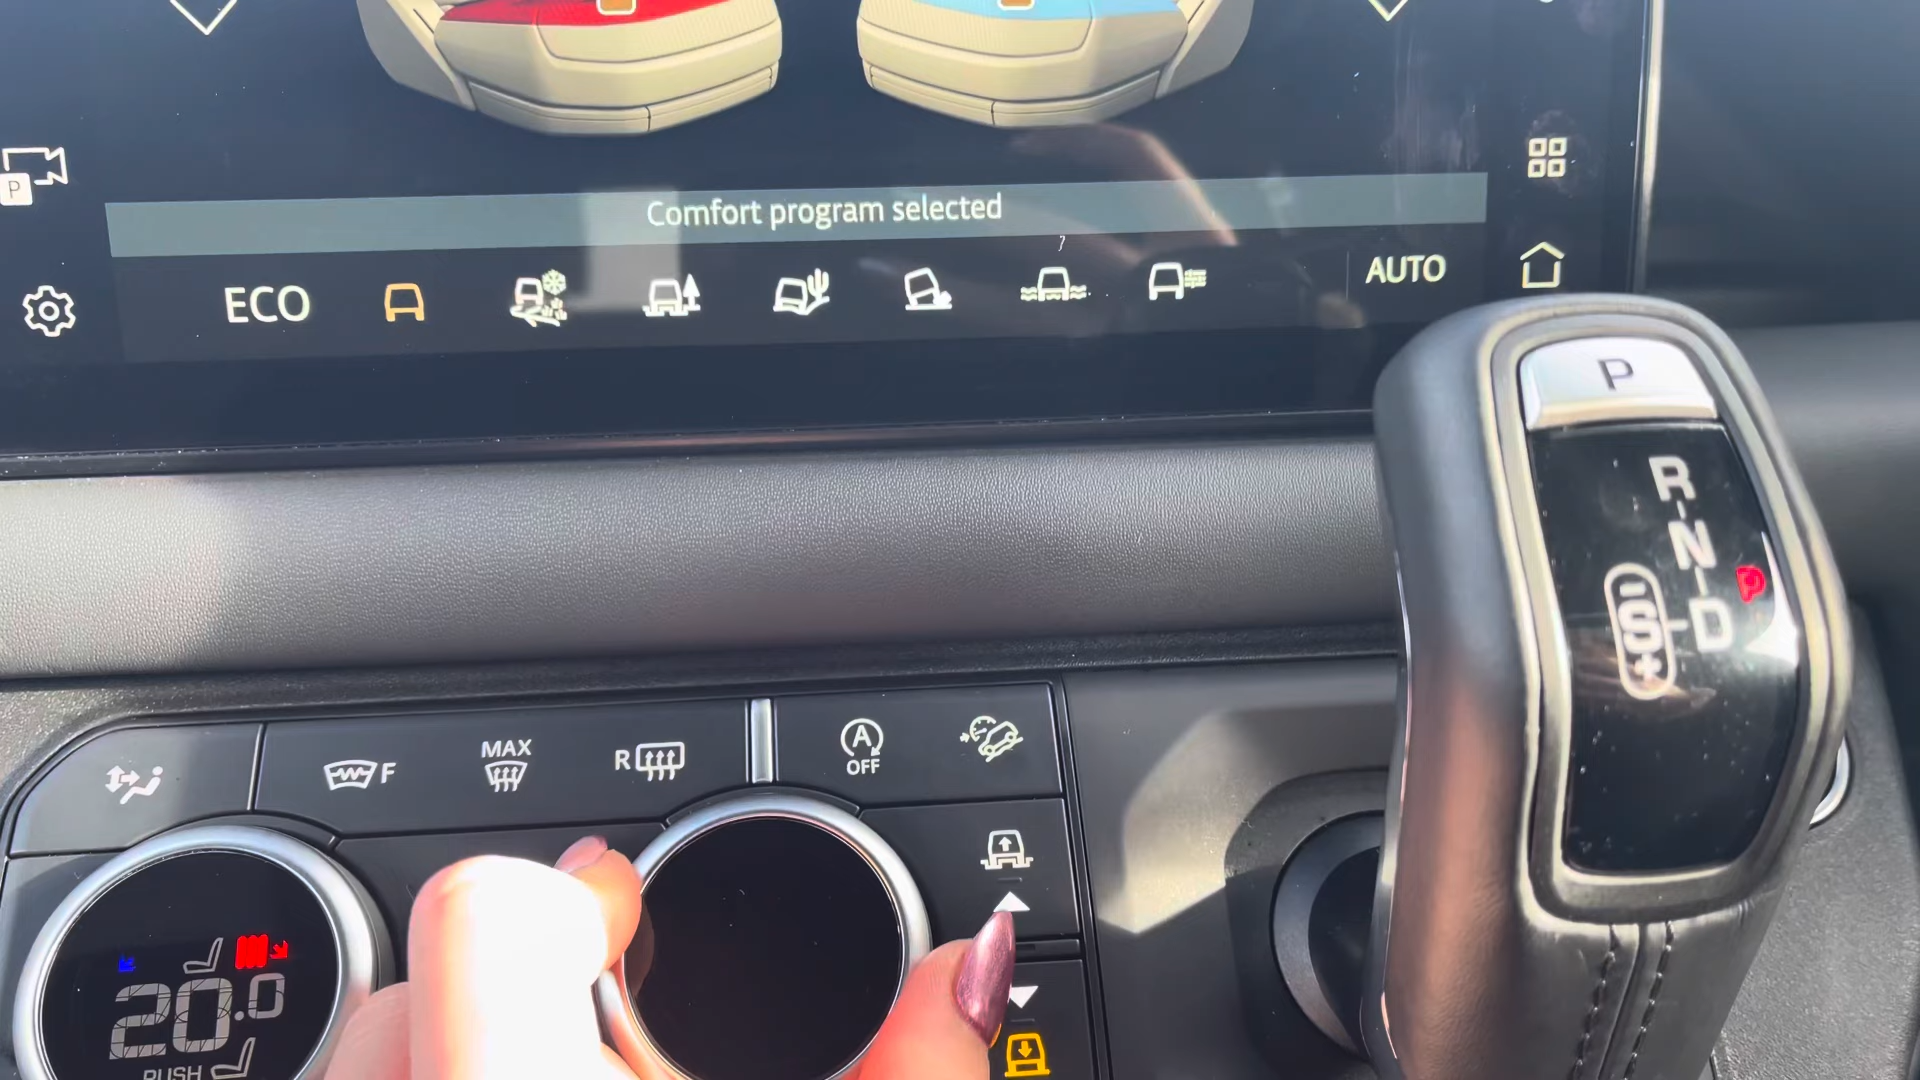 P
Comfort program selected
ECO
AUTO
P
R
N
D
P
S
F
MAX
R
A
OFF
20.0
PUSH